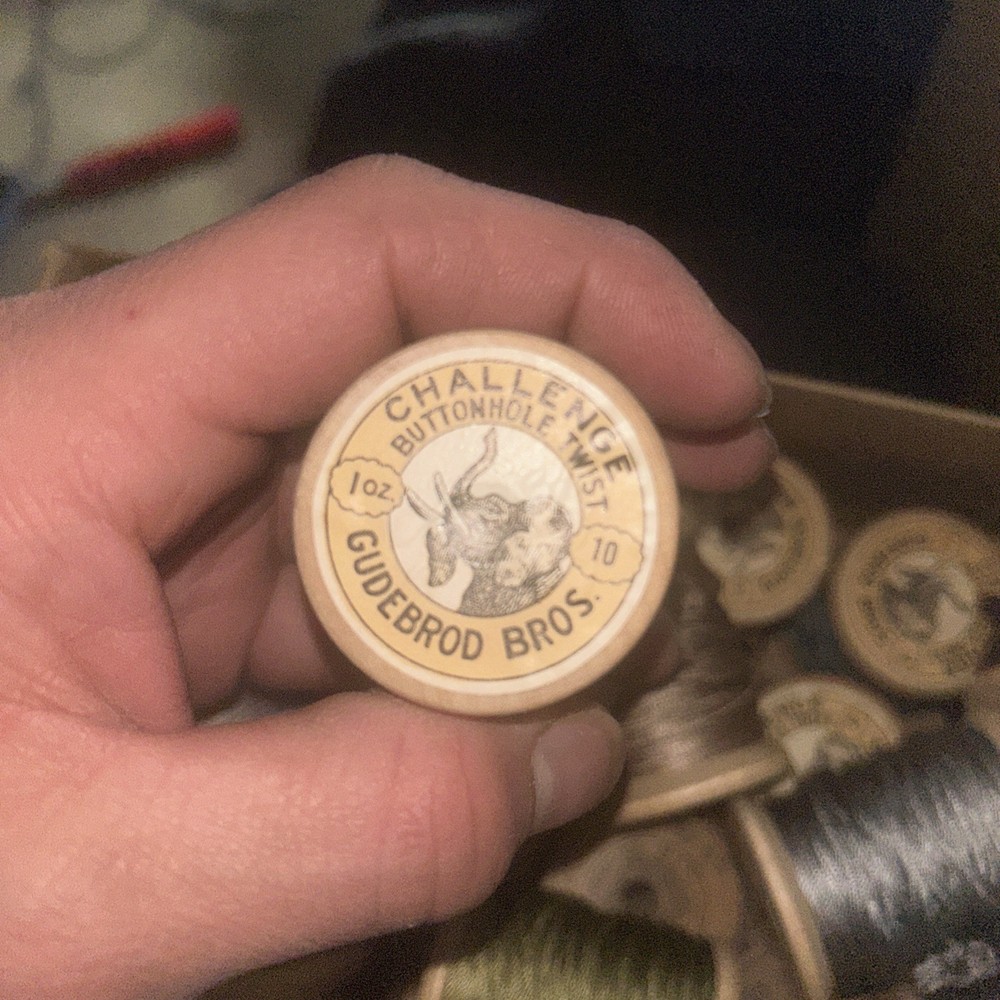 CHALLENGE
BUTTONHOLE TWIST
1 oz.
10
GUDEBROD BROS.